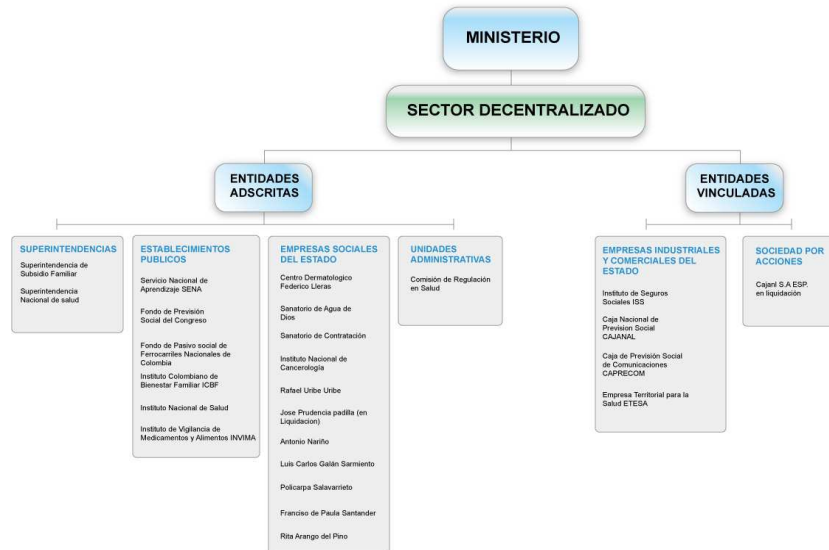 MINISTERIO
SECTOR DECENTRALIZADO
ENTIDADES
ADSCRITAS
ENTIDADES
VINCULADAS
SUPERINTENDENCIAS
Superintendencia de
Subsidio Familiar
Superintendencia
Nacional de salud
ESTABLECIMIENTOS
PUBLICOS
Servicio Nacional de
Aprendizaje SENA
Fondo de Previsión
Social del Congreso
Fondo de Pasivo social de
Ferrocarriles Nacionales de
Colombia
Instituto Colombiano de
Bienestar Familiar ICBF
Instituto Nacional de Salud
Instituto de Vigilancia de
Medicamentos y Alimentos INVIMA
EMPRESAS SOCIALES
DEL ESTADO
Centro Dermatologico
Federico Lleras
Sanatorio de Agua de
Dios
Sanatorio de Contratación
Instituto Nacional de
Cancerología
Rafael Uribe Uribe
Jose Prudencia padilla (en
Liquidacion)
Antonio Nariño
Luis Carlos Galán Sarmiento
Policarpa Salavarrieto
Franciso de Paula Santander
Rita Arango del Pino
UNIDADES
ADMINISTRATIVAS
Comisión de Regulación
en Salud
EMPRESAS INDUSTRIALES
Y COMERCIALES DEL
ESTADO
Instituto de Seguros
Sociales ISS
Caja Nacional de
Prevision Social
CAJANAL
Caja de Previsión Social
de Comunicaciones
CAPRECOM
Empresa Territorial para la
Salud ETESA
SOCIEDAD POR
ACCIONES
Cajanl S.A ESP.
en liquidación